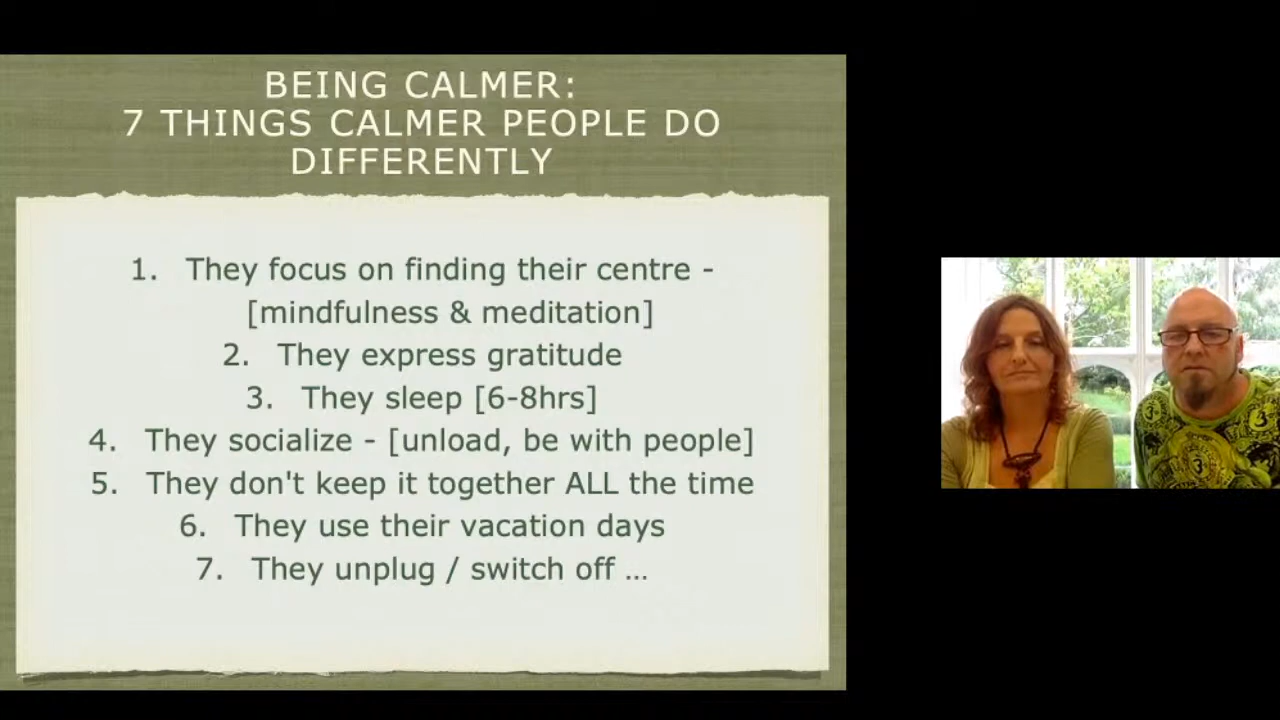 BEING CALMER:
7 THINGS CALMER PEOPLE DO
DIFFERENTLY
1. They focus on finding their centre -
[mindfulness & meditation]
2. They express gratitude
3. They sleep [6-8hrs]
4. They socialize - [unload, be with people]
5. They don't keep it together ALL the time
6. They use their vacation days
7. They unplug / switch off ...